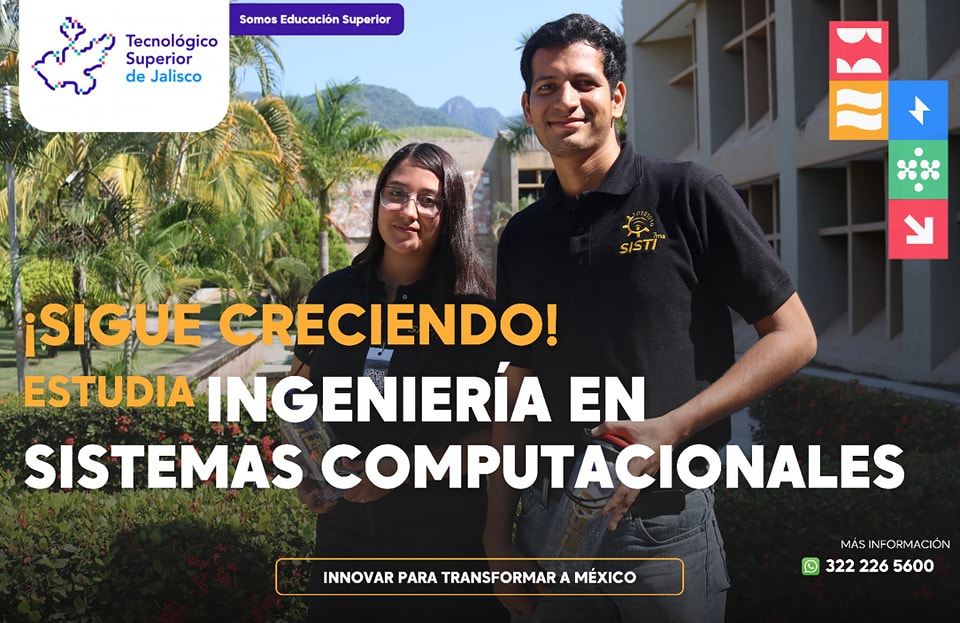 Tecnológico
Superior
de Jalisco
Somos Educación Superior
SISTI
¡SIGUE CRECIENDO!
ESTUDIA INGENIERÍA EN
SISTEMAS COMPUTACIONALES
INNOVAR PARA TRANSFORMAR A MÉXICO
MÁS INFORMACIÓN
322 226 5600